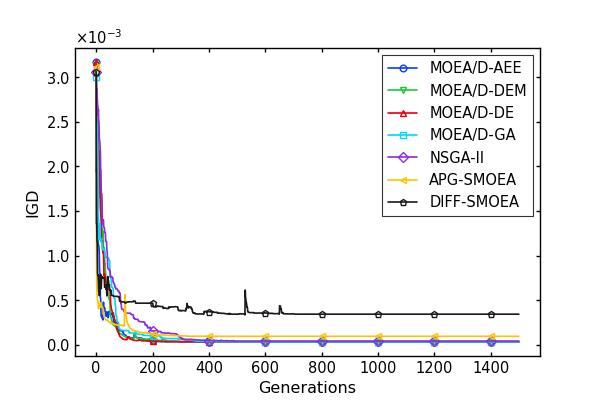 ×10⁻³
3.0
2.5
2.0
1.5
1.0
0.5
0.0
IGD
MOEA/D-AEE
MOEA/D-DEM
MOEA/D-DE
MOEA/D-GA
NSGA-II
APG-SMOEA
DIFF-SMOEA
0 200 400 600 800 1000 1200 1400
Generations